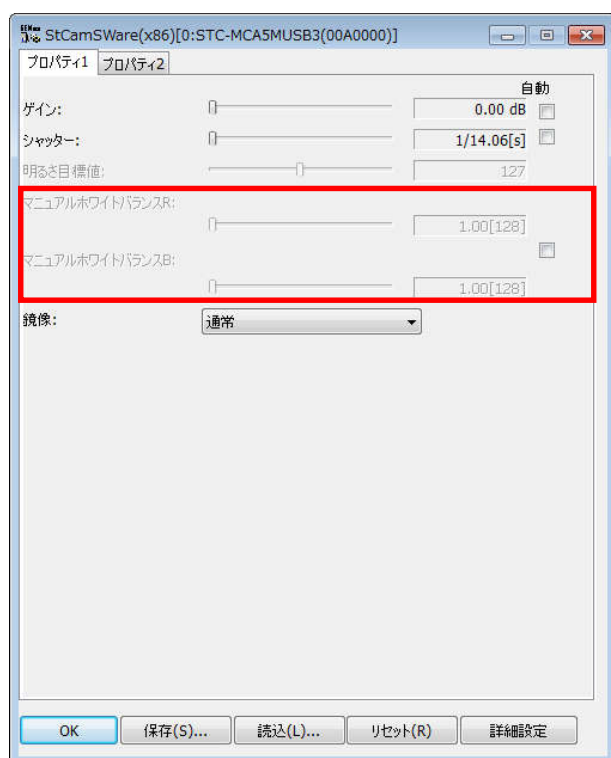 StCamSWare(x86)[0:STC-MCA5MUSB3(00A0000)]
プロパティ1 プロパティ2
自動
ゲイン: 0.00 dB
シャッター: 1/14.06[s]
明るさ目標値: 127
マニュアルホワイトバランスR:
1.00[128]
マニュアルホワイトバランスB:
1.00[128]
鏡像: 通常
OK 保存(S)... 読込(L)... リセット(R) 詳細設定